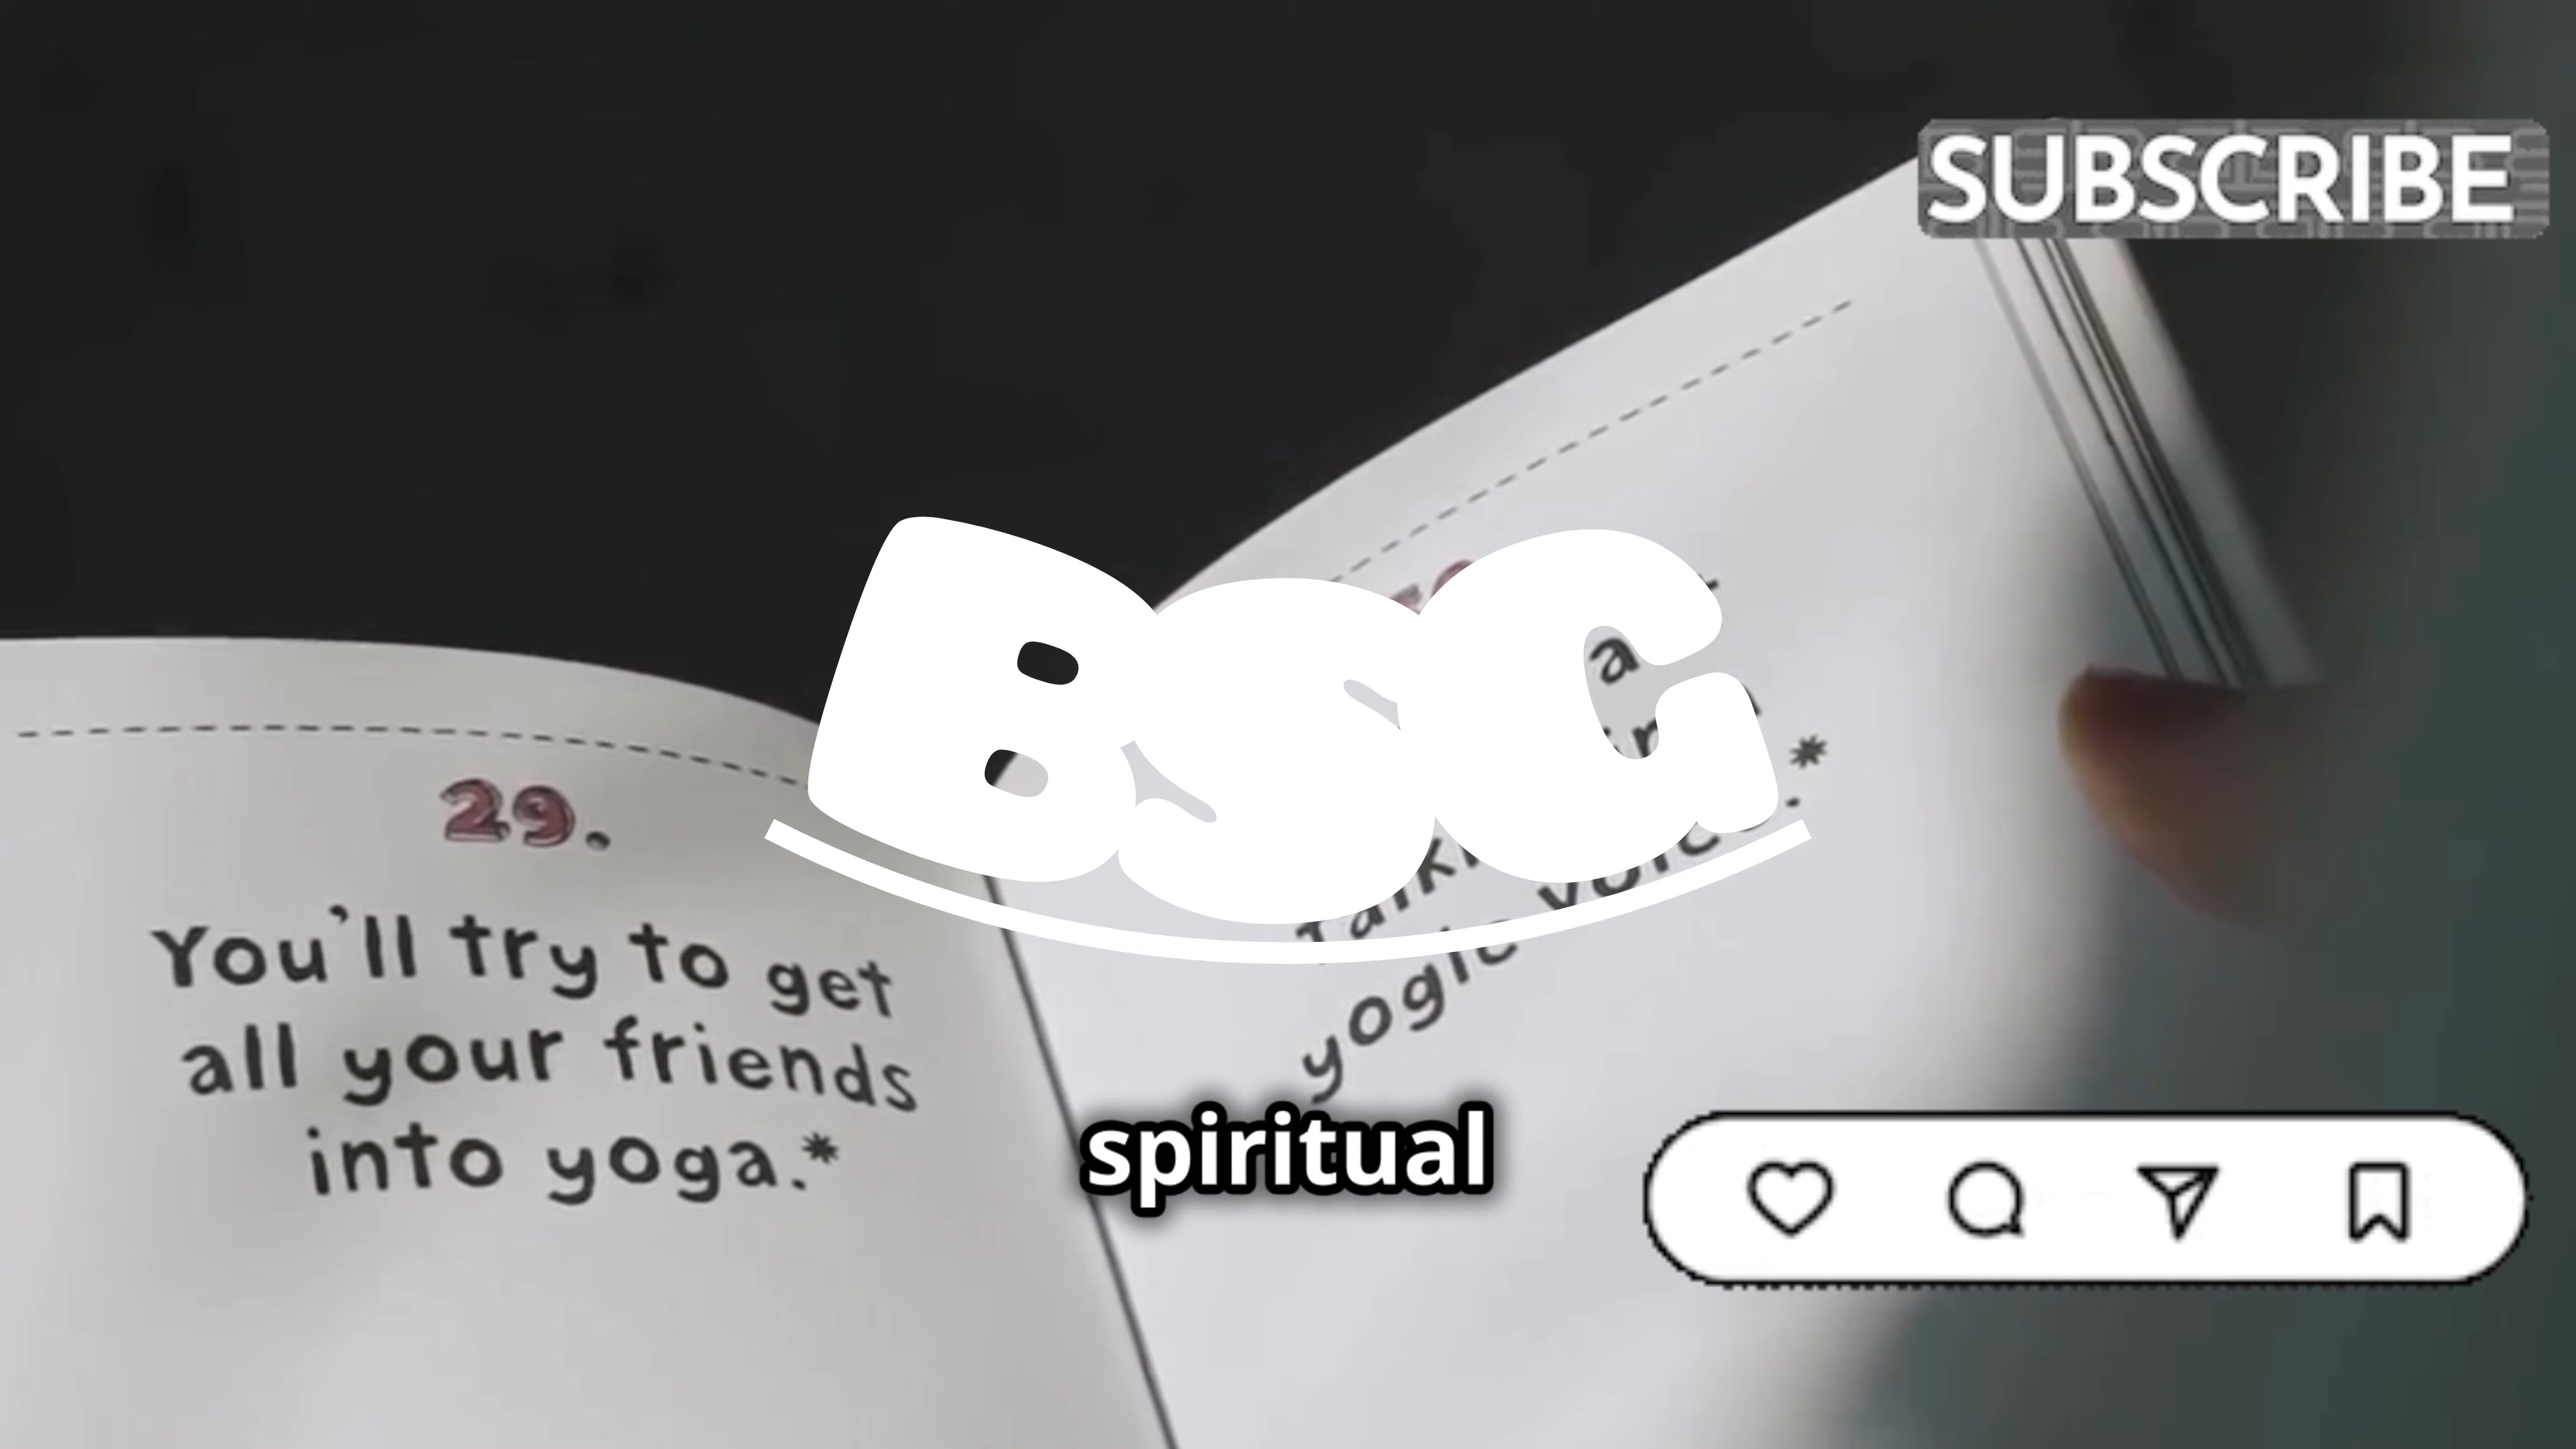 SUBSCRIBE
BSG
29.
You'll try to get
all your friends
into yoga.*
yogic voice.*
spiritual